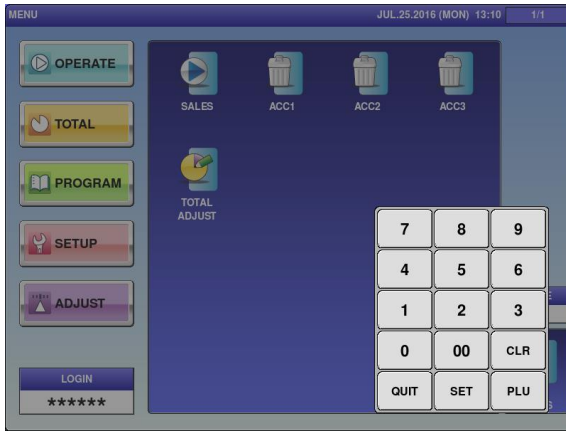 MENU
JUL.25.2016 (MON) 13:10
1/1
OPERATE
TOTAL
PROGRAM
SETUP
ADJUST
SALES
ACC1
ACC2
ACC3
TOTAL
ADJUST
7 8 9
4 5 6
1 2 3
0 00 CLR
QUIT SET PLU
LOGIN
******